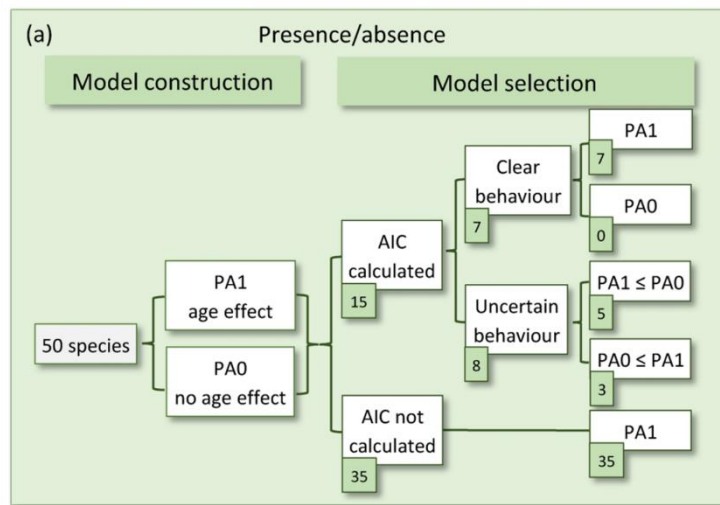 (a)
Presence/absence
Model construction
Model selection
50 species
PA1
age effect
PA0
no age effect
AIC
calculated
15
AIC not
calculated
35
Clear
behaviour
7
Uncertain
behaviour
8
PA1
7
PA0
0
PA1 ≤ PA0
5
PA0 ≤ PA1
3
PA1
35